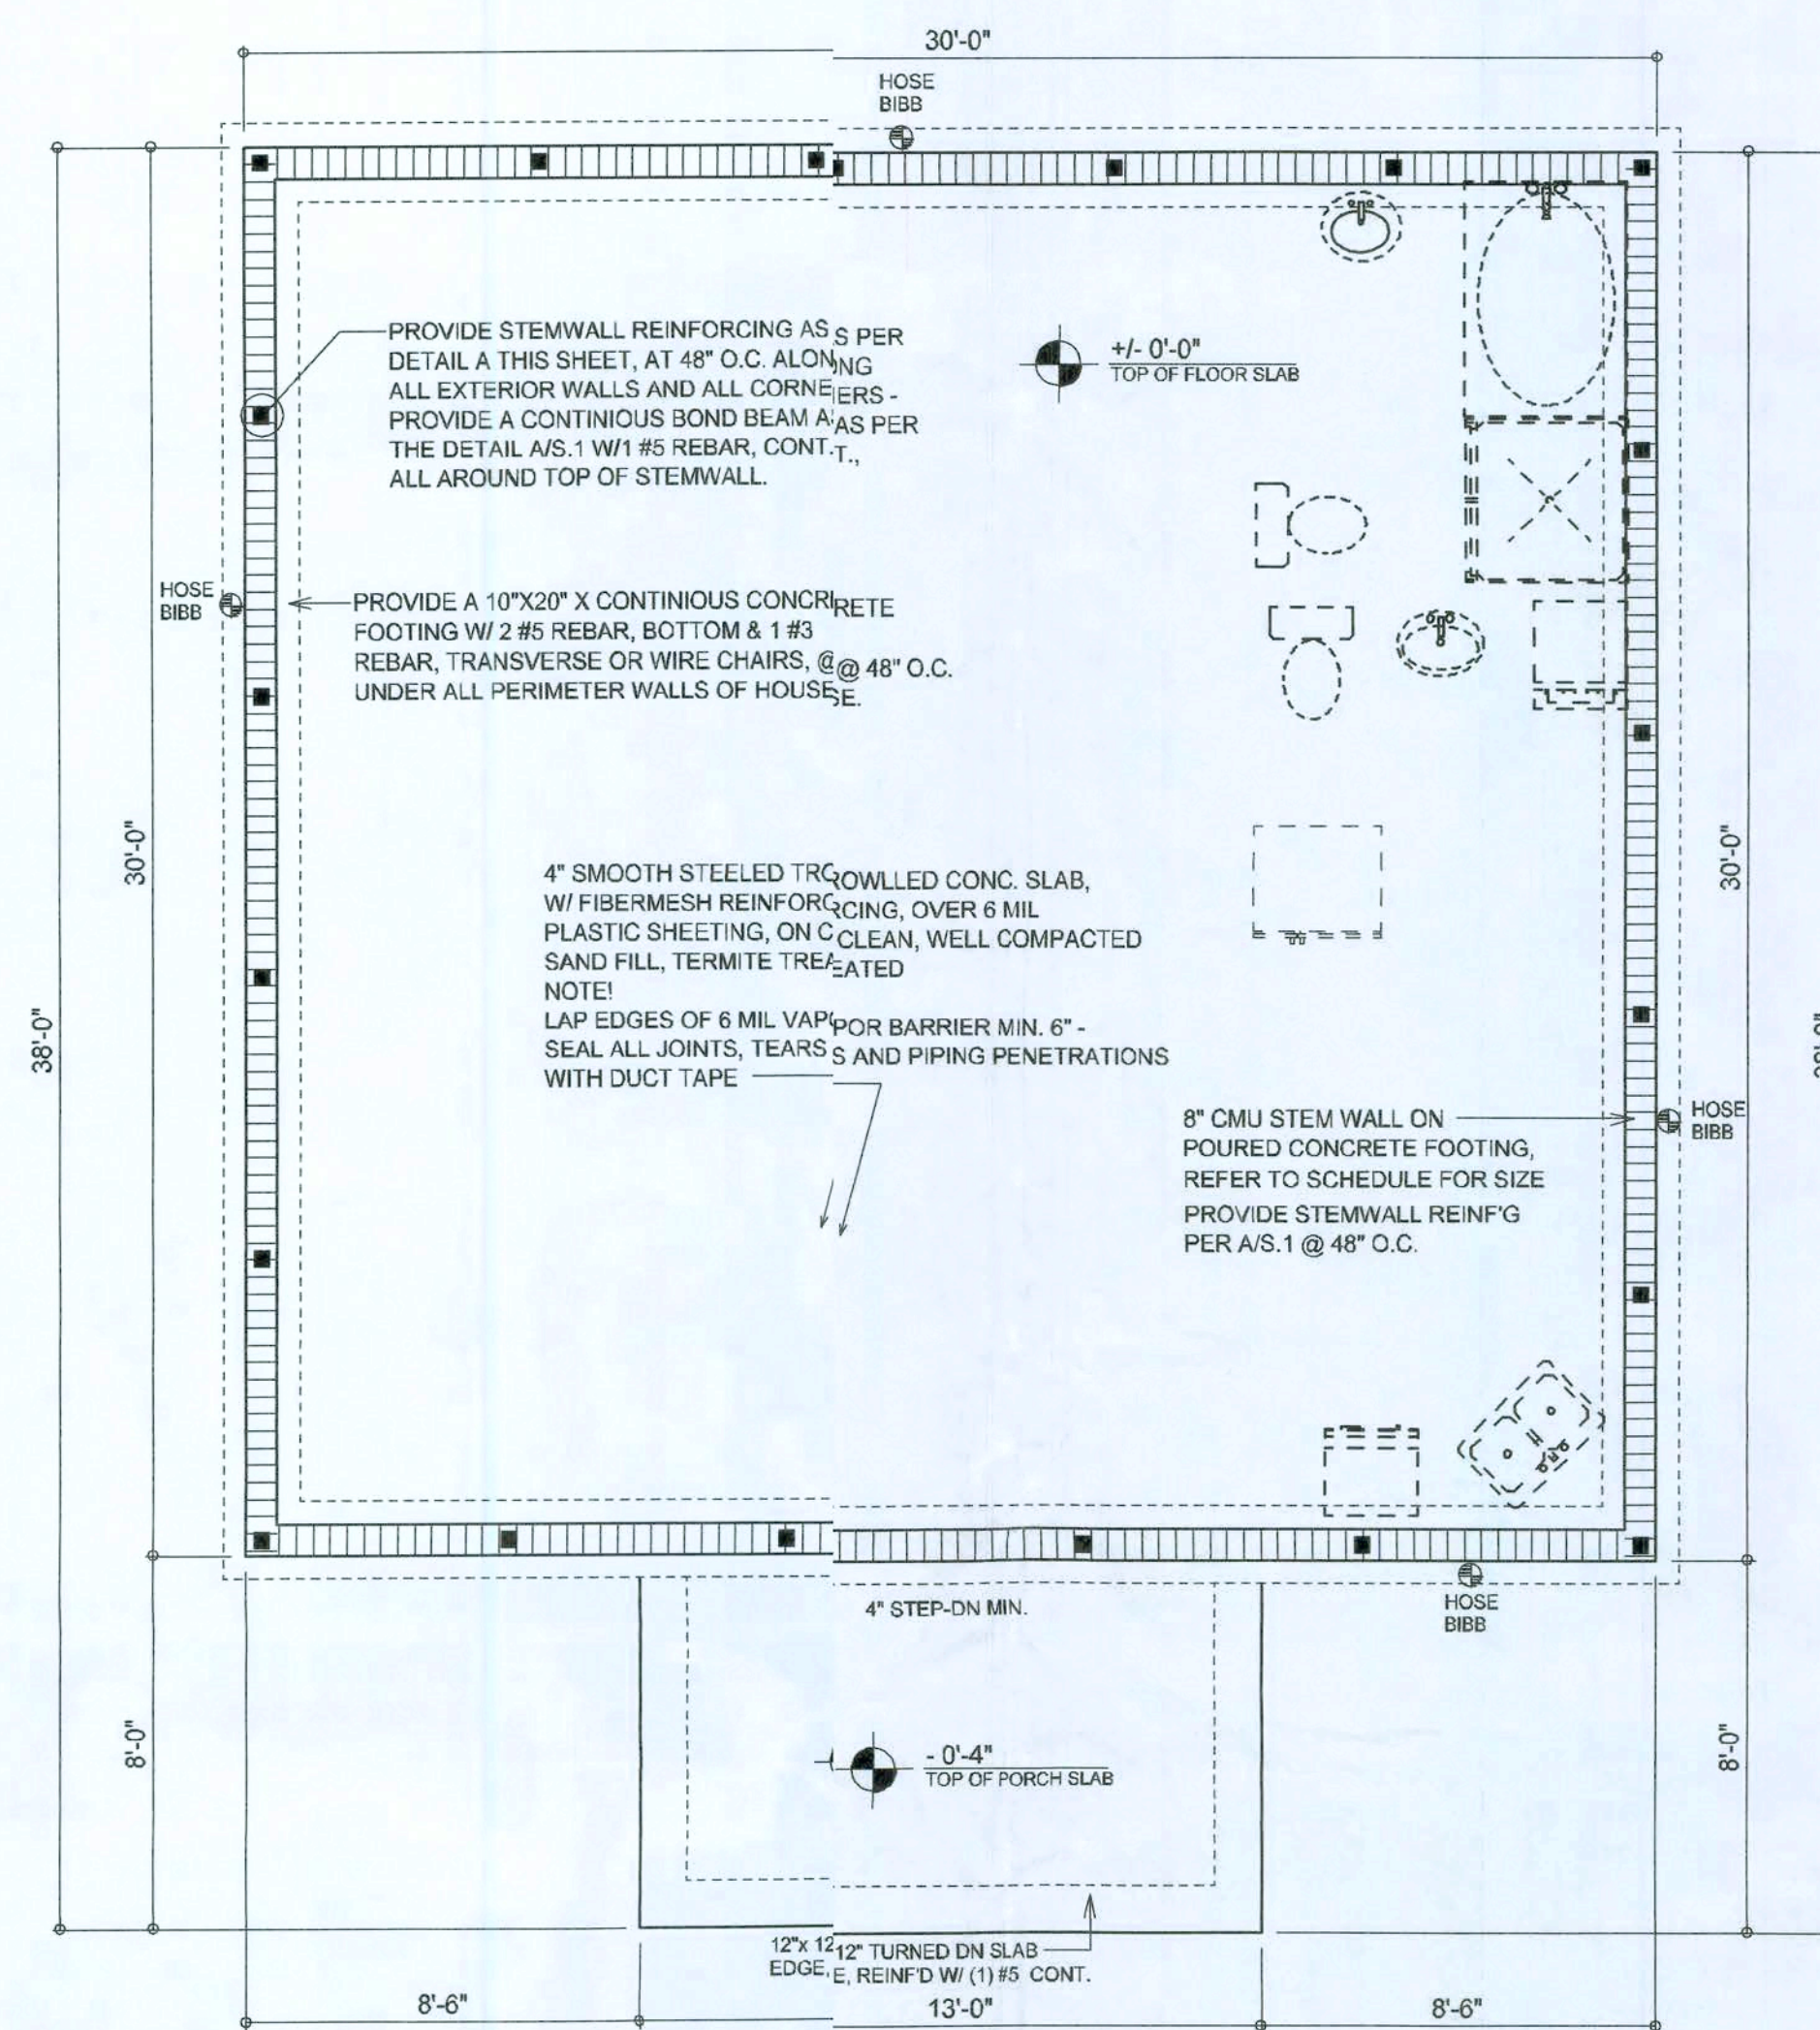 30'-0"
HOSE
BIBB
PROVIDE STEMWALL REINFORCING AS PER
DETAIL A THIS SHEET, AT 48" O.C. ALONG
ALL EXTERIOR WALLS AND ALL CORNERS -
PROVIDE A CONTINIOUS BOND BEAM AS PER
THE DETAIL A/S.1 W/1 #5 REBAR, CONT.,
ALL AROUND TOP OF STEMWALL.
+/- 0'-0"
TOP OF FLOOR SLAB
HOSE
BIBB
PROVIDE A 10"X20" X CONTINIOUS CONCRETE
FOOTING W/ 2 #5 REBAR, BOTTOM & 1 #3
REBAR, TRANSVERSE OR WIRE CHAIRS, @ 48" O.C.
UNDER ALL PERIMETER WALLS OF HOUSE.
30'-0"
30'-0"
38'-0"
4" SMOOTH STEELED TROWLLED CONC. SLAB,
W/ FIBERMESH REINFORCING, OVER 6 MIL
PLASTIC SHEETING, ON CLEAN, WELL COMPACTED
SAND FILL, TERMITE TREATED
NOTE!
LAP EDGES OF 6 MIL VAPOR BARRIER MIN. 6" -
SEAL ALL JOINTS, TEARS AND PIPING PENETRATIONS
WITH DUCT TAPE
8" CMU STEM WALL ON
POURED CONCRETE FOOTING,
REFER TO SCHEDULE FOR SIZE
PROVIDE STEMWALL REINF'G
PER A/S.1 @ 48" O.C.
HOSE
BIBB
4" STEP-DN MIN.
HOSE
BIBB
8'-0"
- 0'-4"
TOP OF PORCH SLAB
8'-0"
12"x 12" TURNED DN SLAB
EDGE, REINF'D W/ (1) #5 CONT.
8'-6"
13'-0"
8'-6"